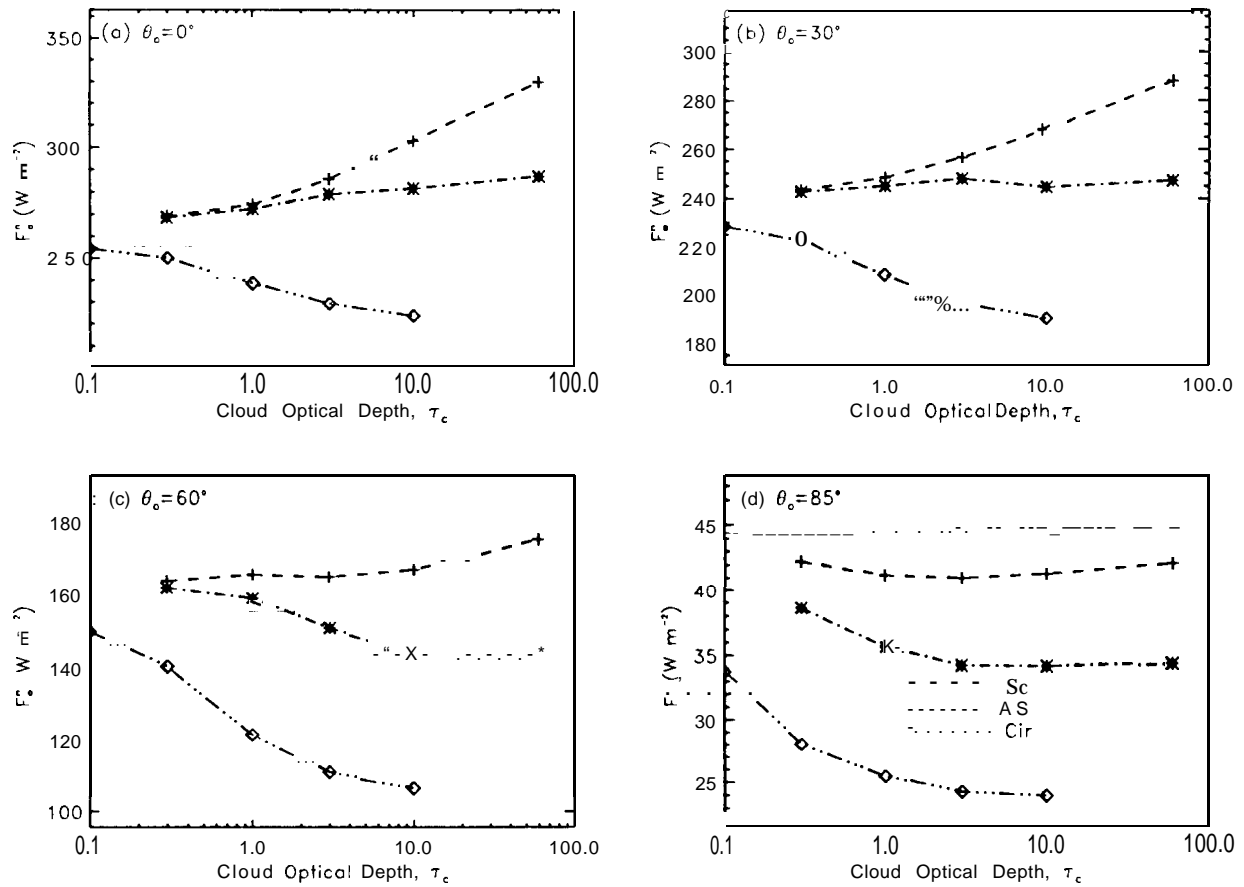 (a) θ₀=0°
350
300
250
F (W m⁻²)
0.1 1.0 10.0 100.0
Cloud Optical Depth, τc
(b) θ₀=30°
300
280
260
240
220
200
180
F (W m⁻²)
0
“““”%...
0.1 1.0 10.0 100.0
Cloud Optical Depth, τc
(c) θ₀=60°
180
160
140
120
100
F W m⁻²)
“ -X- *
0.1 1.0 10.0 100.0
Cloud Optical Depth, τc
(d) θ₀=85°
45
40
35
30
25
F (W m⁻²)
K
Sc
AS
Cir
0.1 1.0 10.0 100.0
Cloud Optical Depth, τc